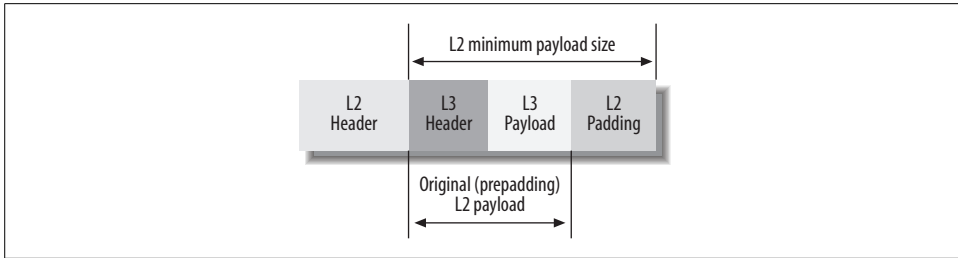 L2 minimum payload size
L2
Header
L3
Header
L3
Payload
L2
Padding
Original (prepadding)
L2 payload